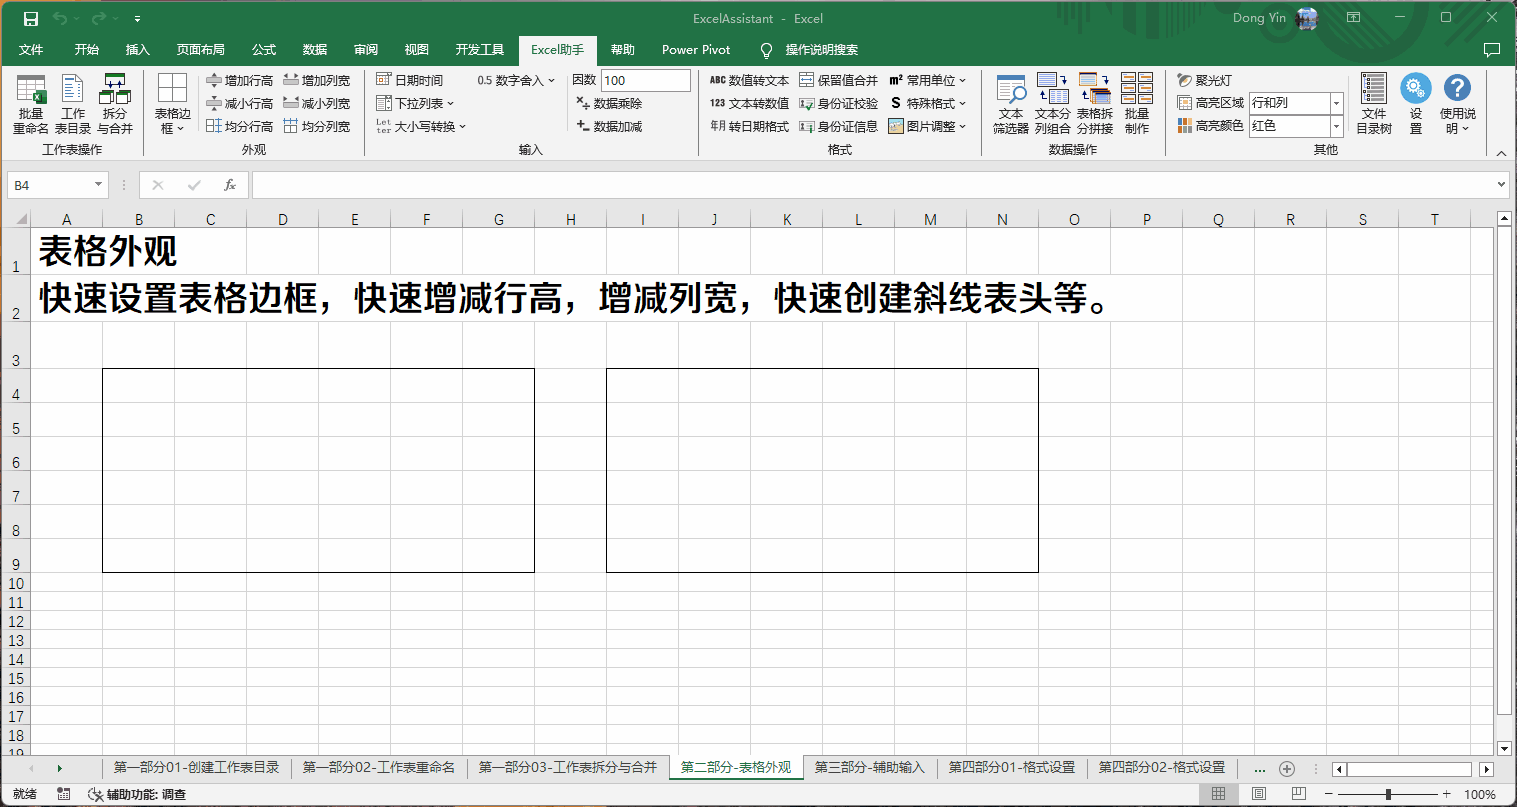 ExcelAssistant - Excel
Dong Yin
文件 开始 插入 页面布局 公式 数据 审阅 视图 开发工具 Excel助手 帮助 Power Pivot 操作说明搜索
批量重命名 工作表目录 拆分与合并
工作表操作
表格边框 增加行高 增加列宽
减小行高 减小列宽
均分行高 均分列宽
外观
日期时间 0.5 数字舍入 因数 100
下拉列表 数据乘除
Letter 大小写转换 数据加减
输入
ABC 数值转文本 保留值合并 m² 常用单位
123 文本转数值 身份证校验 S 特殊格式
年月 转日期格式 身份证信息 图片调整
格式
文本筛选器 文本分列组合 表格拆分拼接 批量制作
数据操作
聚光灯
高亮区域 行和列
高亮颜色 红色
文件目录树 设置 使用说明
其他
B4 fx
A B C D E F G H I J K L M N O P Q R S T
1 表格外观
2 快速设置表格边框，快速增减行高，增减列宽，快速创建斜线表头等。
3
4
5
6
7
8
9
10
11
12
13
14
15
16
17
18
19
第一部分01-创建工作表目录 第一部分02-工作表重命名 第一部分03-工作表拆分与合并 第二部分-表格外观 第三部分-辅助输入 第四部分01-格式设置 第四部分02-格式设置 ...
就绪 辅助功能: 调查 100%